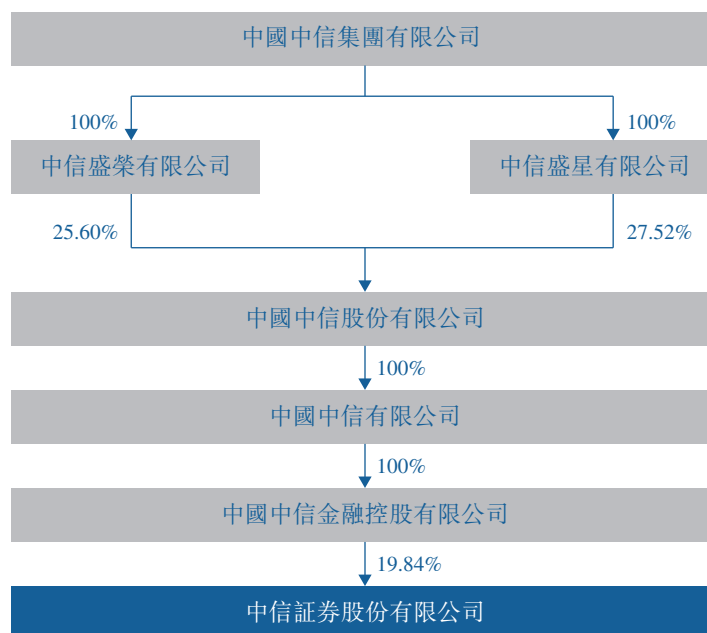 中國中信集團有限公司
100%
100%
中信盛榮有限公司
中信盛星有限公司
25.60%
27.52%
中國中信股份有限公司
100%
中國中信有限公司
100%
中國中信金融控股有限公司
19.84%
中信証券股份有限公司